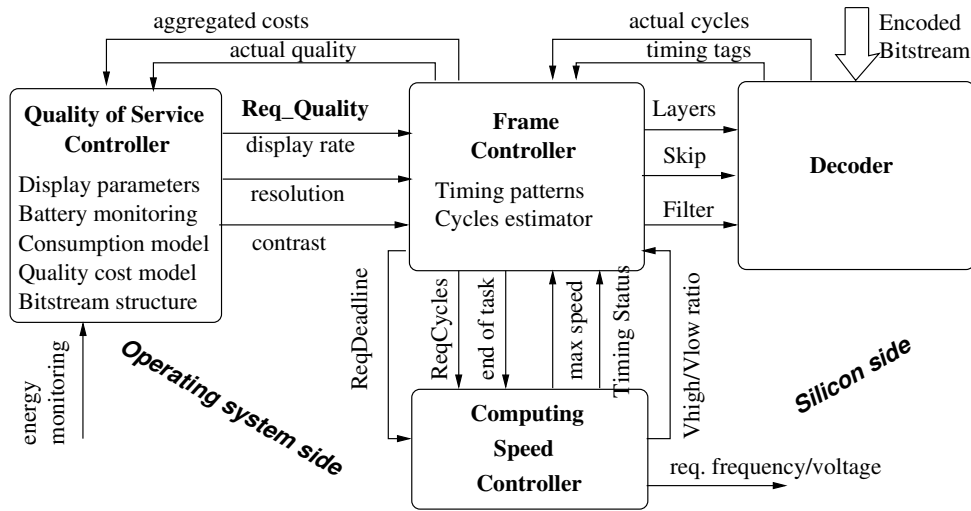 aggregated costs
actual quality
actual cycles
timing tags
Encoded
Bitstream
Quality of Service
Controller
Display parameters
Battery monitoring
Consumption model
Quality cost model
Bitstream structure
Req_Quality
display rate
resolution
contrast
Frame
Controller
Timing patterns
Cycles estimator
Layers
Skip
Filter
Decoder
energy
monitoring
Operating system side
ReqDeadline
ReqCycles
end of task
max speed
Timing Status
Vhigh/Vlow ratio
Silicon side
Computing
Speed
Controller
req. frequency/voltage